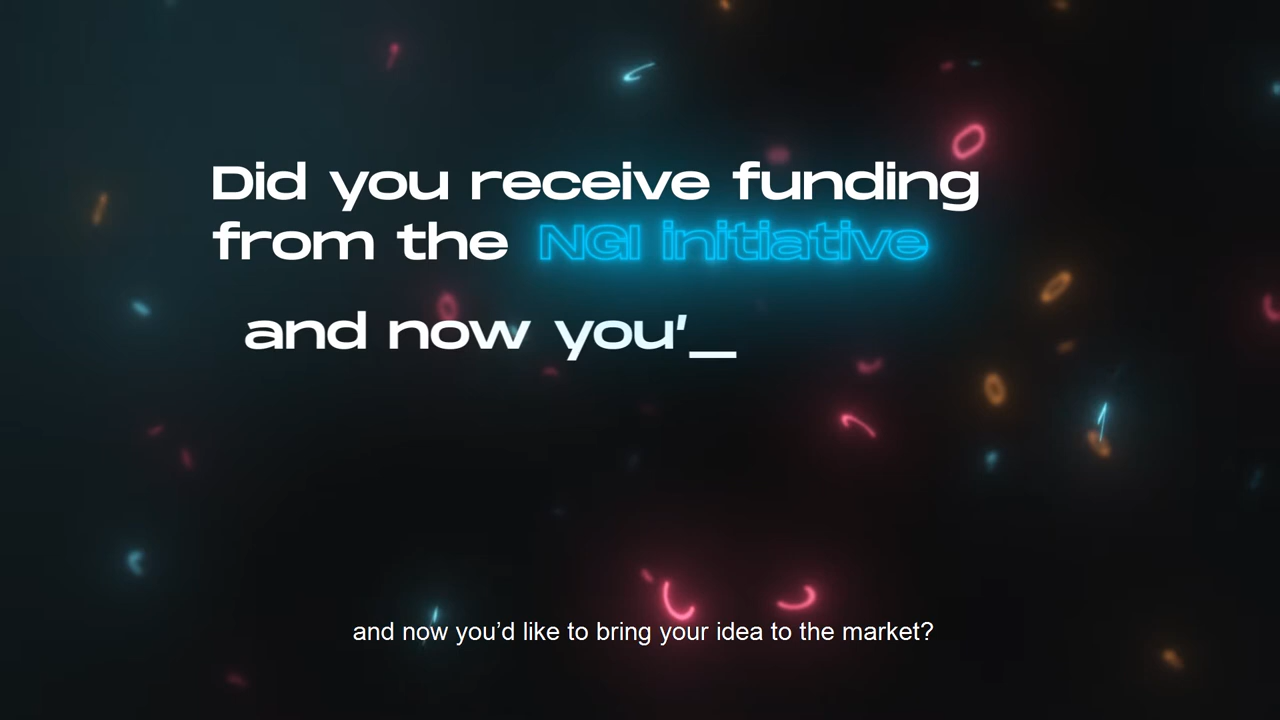 Did you receive funding
from the NGI initiative
and now you'_
and now you’d like to bring your idea to the market?